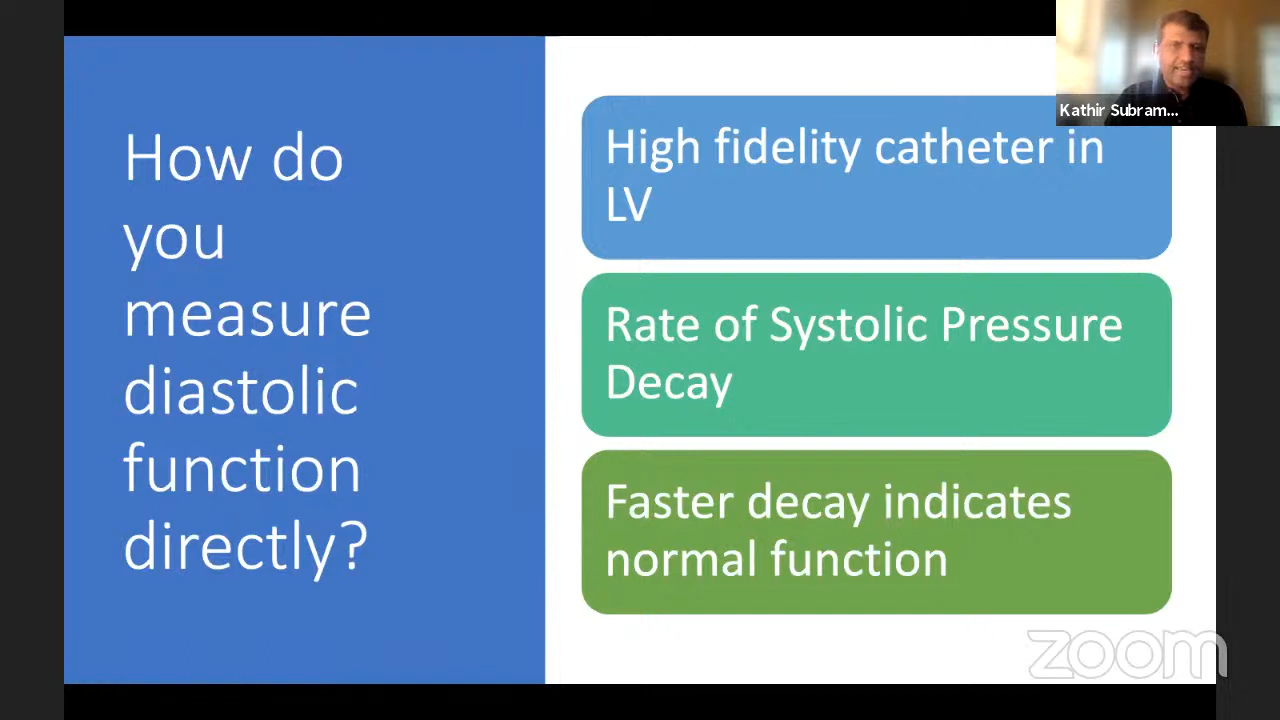 How do
you
measure
diastolic
function
directly?
High fidelity catheter in
LV
Rate of Systolic Pressure
Decay
Faster decay indicates
normal function
Kathir Subram...
zoom